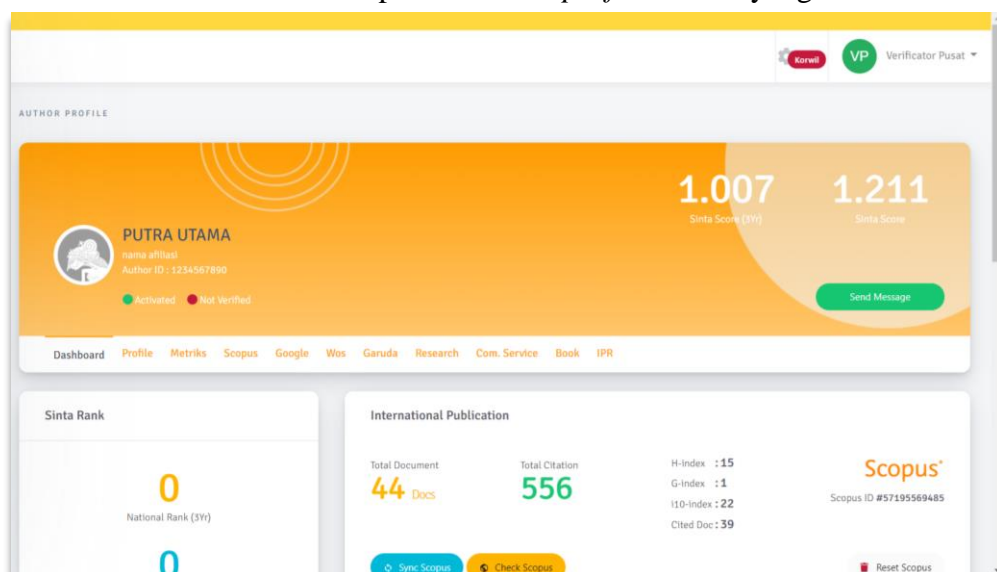 Korwil
VP
Verificator Pusat
AUTHOR PROFILE
1.007
Sinta Score (3Yr)
1.211
Sinta Score
PUTRA UTAMA
nama afiliasi
Author ID : 1234567890
Activated
Not Verified
Send Message
Dashboard Profile Metriks Scopus Google Wos Garuda Research Com. Service Book IPR
Sinta Rank
0
National Rank (3Yr)
0
International Publication
Total Document
44 Docs
Total Citation
556
H-Index : 15
G-Index : 1
i10-Index : 22
Cited Doc : 39
Scopus
Scopus ID #57195569485
Sync Scopus
Check Scopus
Reset Scopus